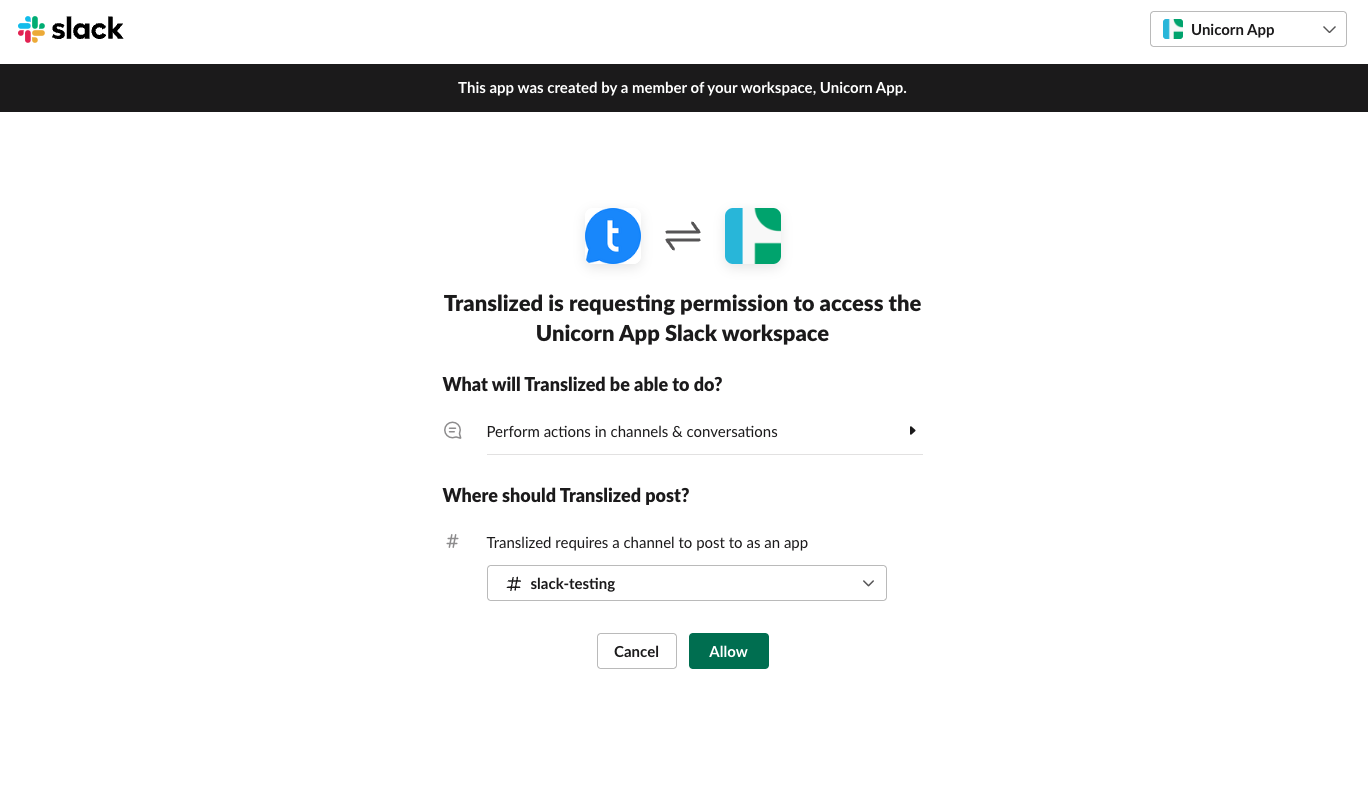 slack
Unicorn App
This app was created by a member of your workspace, Unicorn App.
t
Translized is requesting permission to access the
Unicorn App Slack workspace
What will Translized be able to do?
Perform actions in channels & conversations
Where should Translized post?
# Translized requires a channel to post to as an app
# slack-testing
Cancel Allow